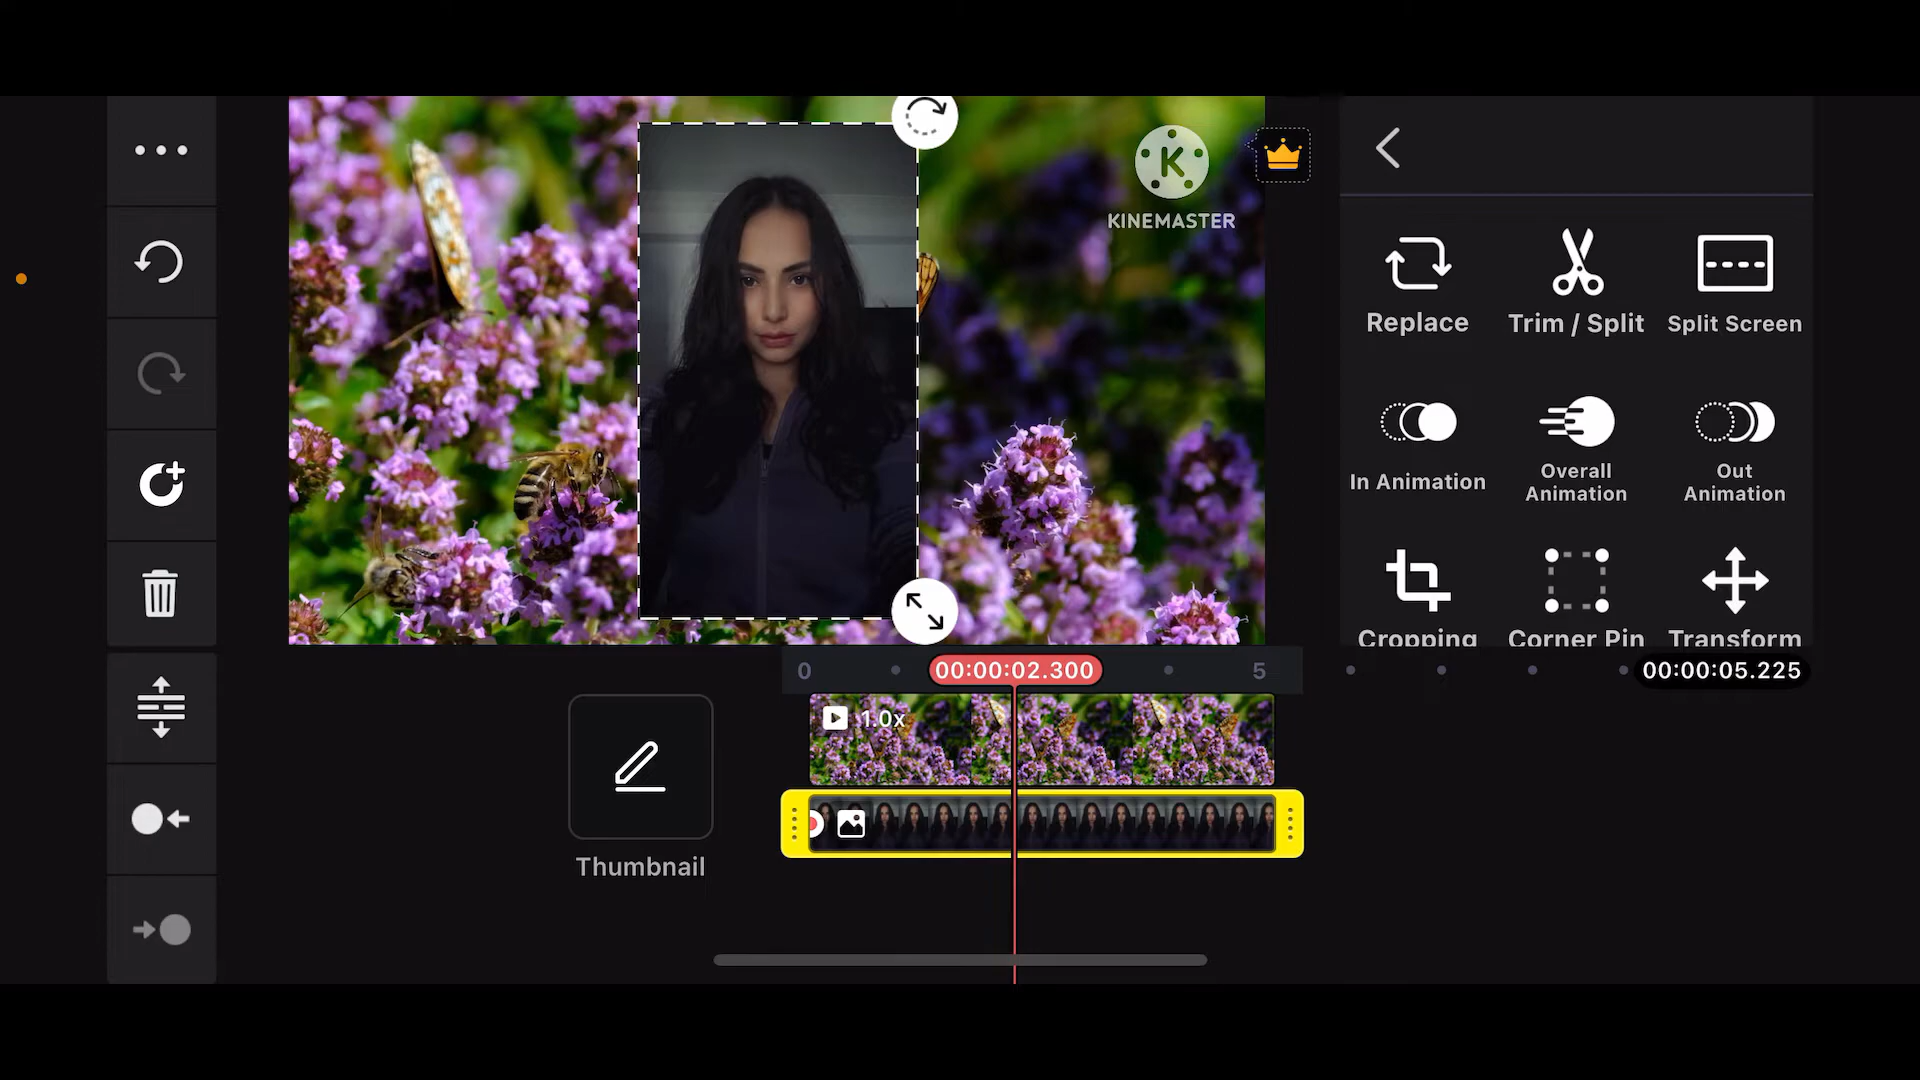 KINEMASTER
Replace
Trim / Split
Split Screen
In Animation
Overall
Animation
Out
Animation
Cropping
Corner Pin
Transform
0
00:00:02.300
5
00:00:05.225
1.0x
Thumbnail